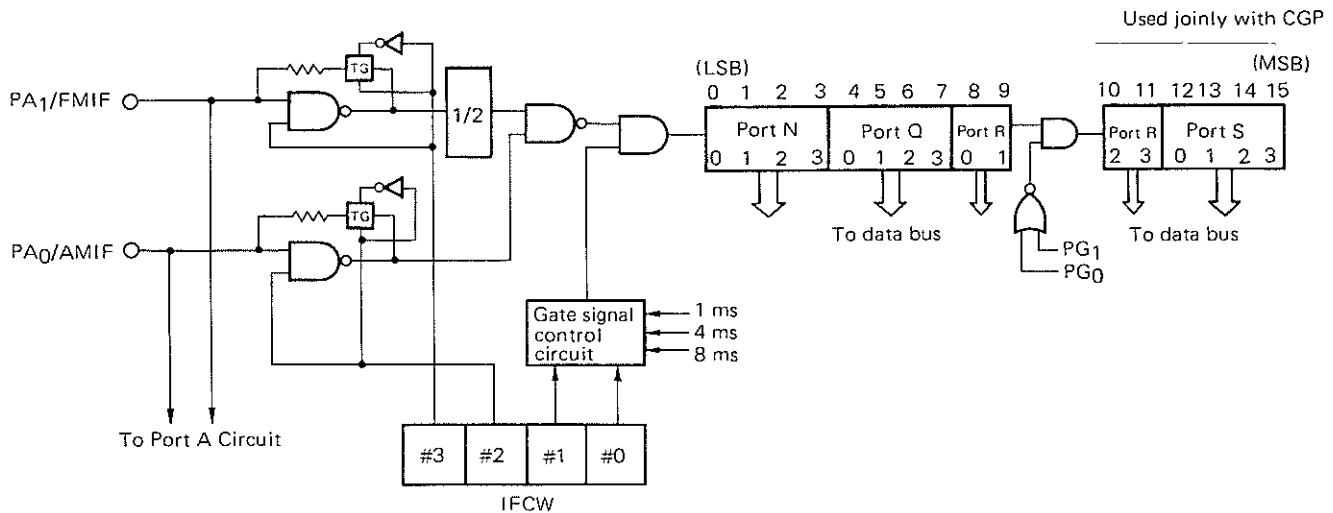 Used joinly with CGP
(LSB)
(MSB)
0 1 2 3 4 5 6 7 8 9
10 11 12 13 14 15
PA1/FMIF
TG
1/2
Port N
Port Q
Port R
Port R
Port S
0 1 2 3 0 1 2 3 0 1
2 3 0 1 2 3
TG
PA0/AMIF
To data bus
To data bus
PG1
PG0
Gate signal control circuit
1 ms
4 ms
8 ms
To Port A Circuit
#3 #2 #1 #0
IFCW